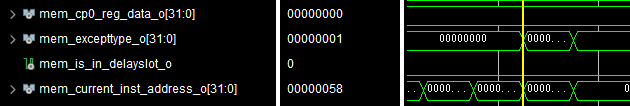 mem_cp0_reg_data_o[31:0] 00000000
mem_excepttype_o[31:0] 00000001 00000000 0000...
mem_is_in_delayslot_o 0
mem_current_inst_address_o[31:0] 00000058 0000... 0000... 0000... 0